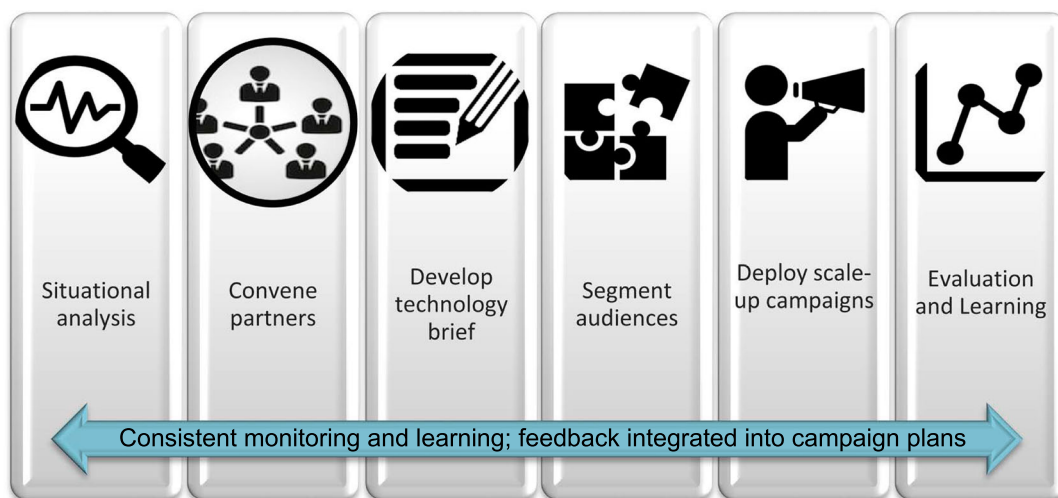 Situational
analysis
Convene
partners
Develop
technology
brief
Segment
audiences
Deploy scale-
up campaigns
Evaluation
and Learning
Consistent monitoring and learning; feedback integrated into campaign plans